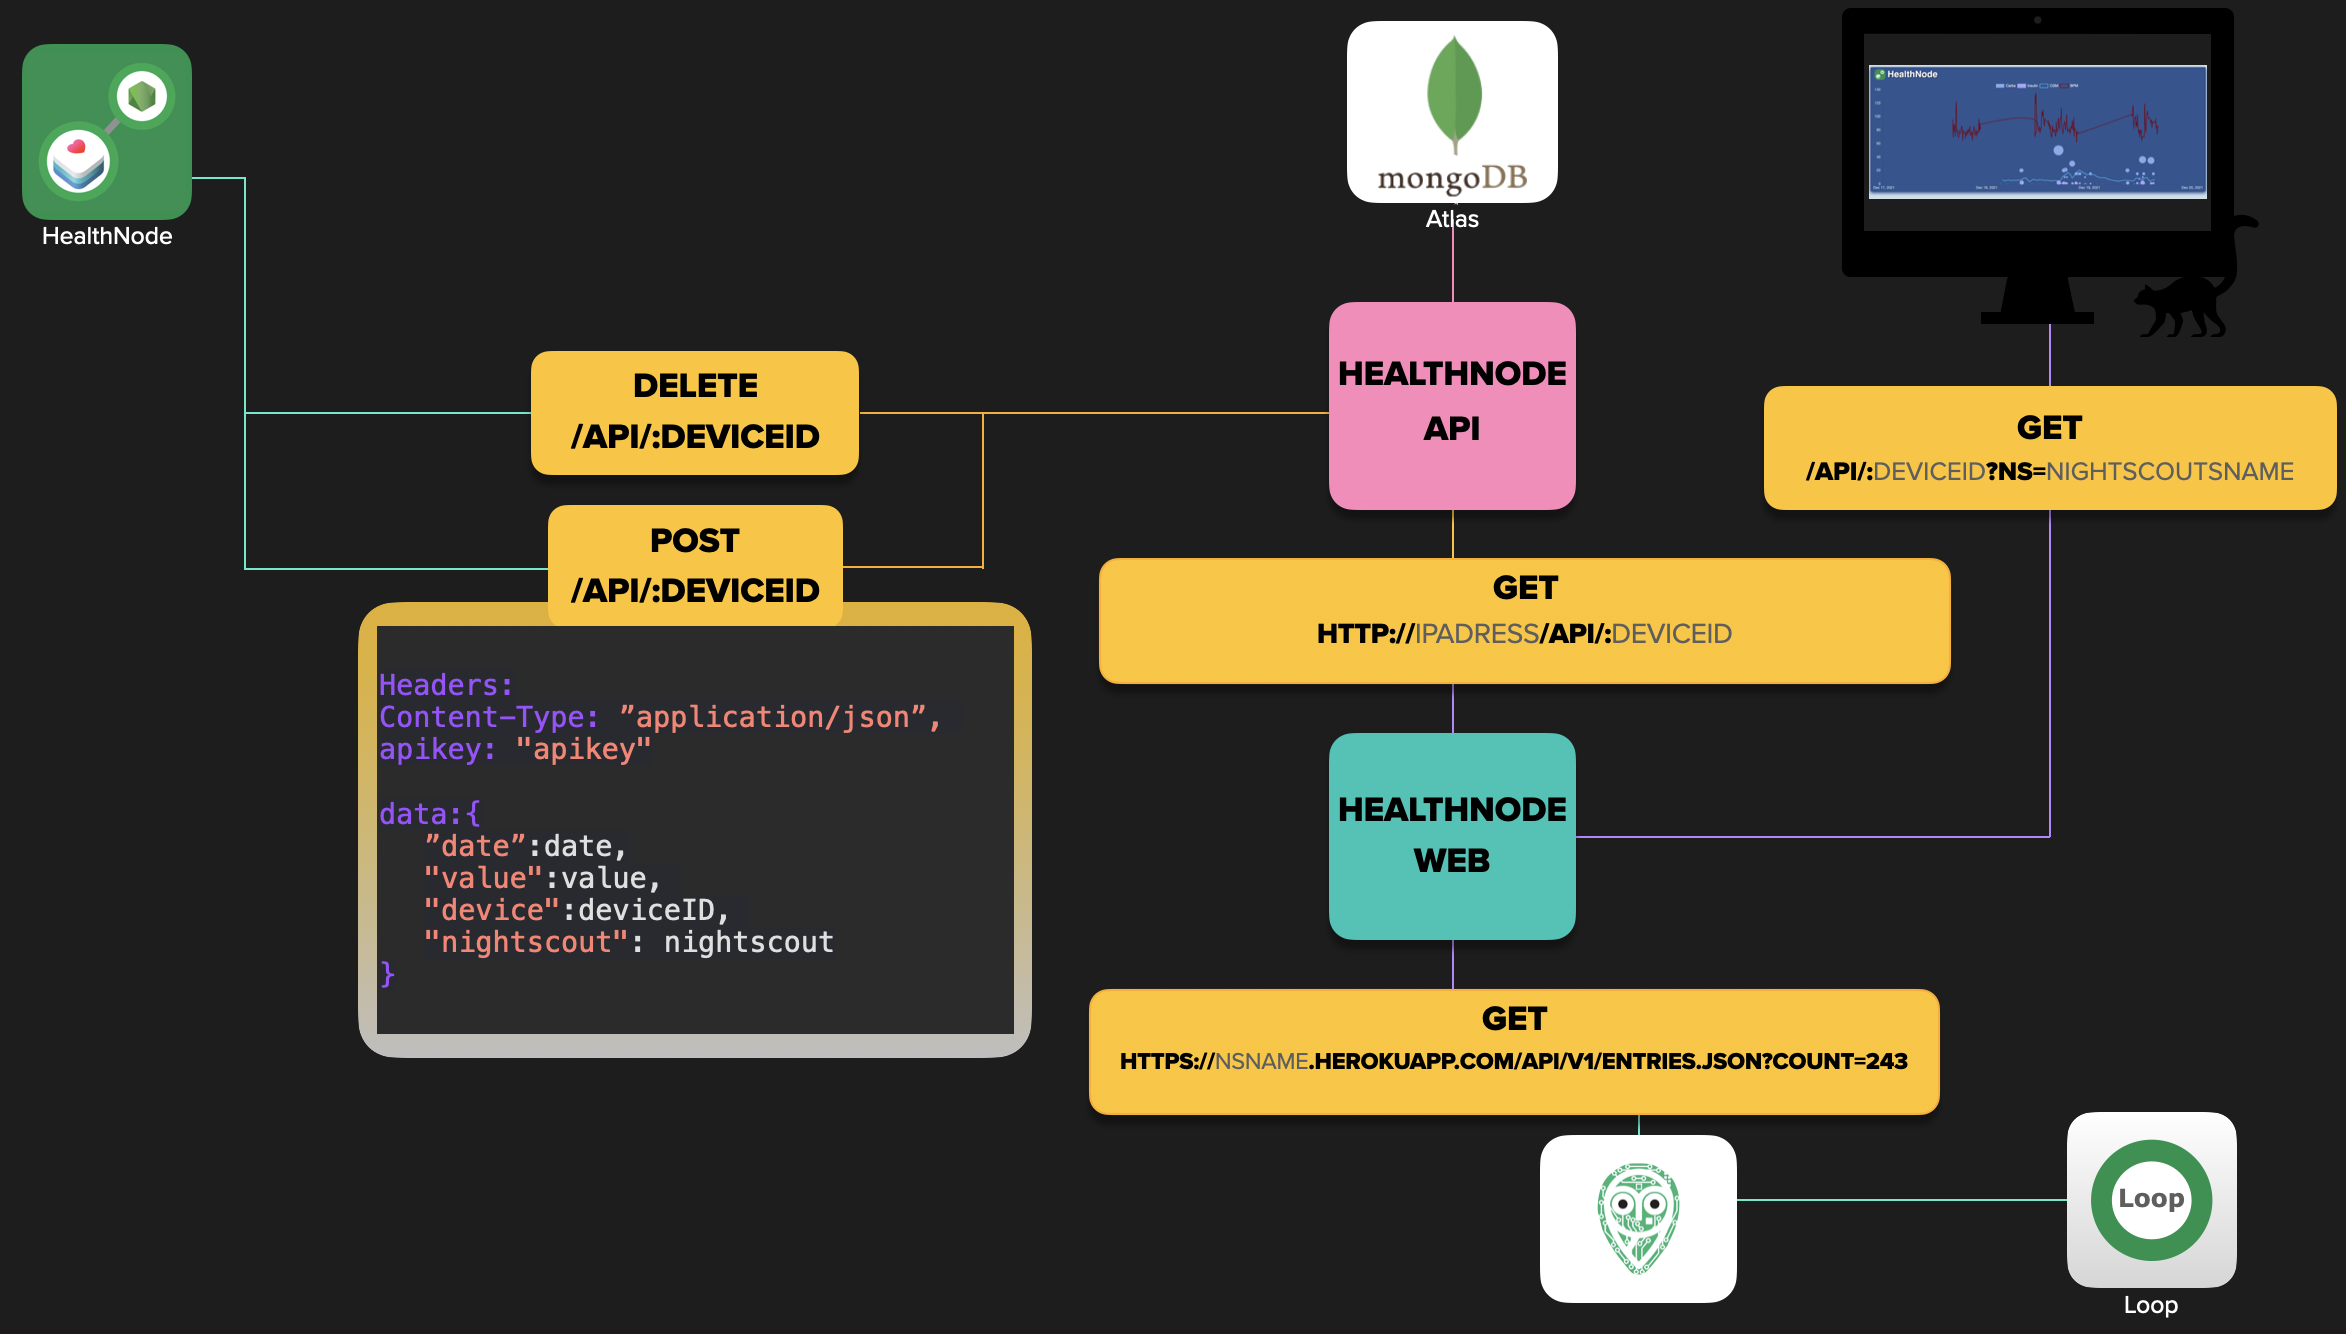 HealthNode
mongoDB
Atlas
HealthNode
DELETE
/API/:DEVICEID
POST
/API/:DEVICEID
Headers:
Content-Type: ”application/json”,
apikey: "apikey"
data:{
”date”:date,
"value":value,
"device":deviceID,
"nightscout": nightscout
}
HEALTHNODE
API
GET
/API/:DEVICEID?NS=NIGHTSCOUTSNAME
GET
HTTP://IPADRESS/API/:DEVICEID
HEALTHNODE
WEB
GET
HTTPS://NSNAME.HEROKUAPP.COM/API/V1/ENTRIES.JSON?COUNT=243
Loop
Loop